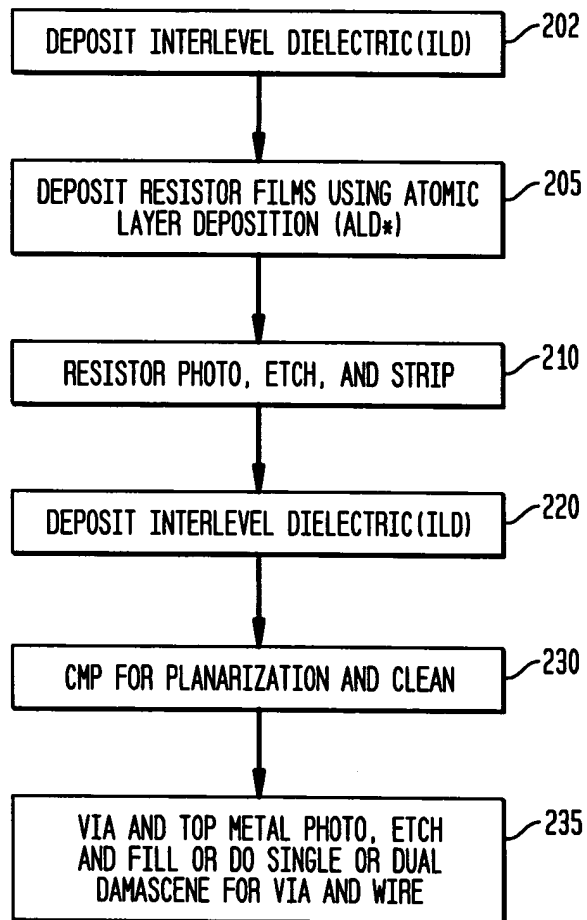 DEPOSIT INTERLEVEL DIELECTRIC(ILD)
202
DEPOSIT RESISTOR FILMS USING ATOMIC
LAYER DEPOSITION (ALD*)
205
RESISTOR PHOTO, ETCH, AND STRIP
210
DEPOSIT INTERLEVEL DIELECTRIC(ILD)
220
CMP FOR PLANARIZATION AND CLEAN
230
VIA AND TOP METAL PHOTO, ETCH
AND FILL OR DO SINGLE OR DUAL
DAMASCENE FOR VIA AND WIRE
235